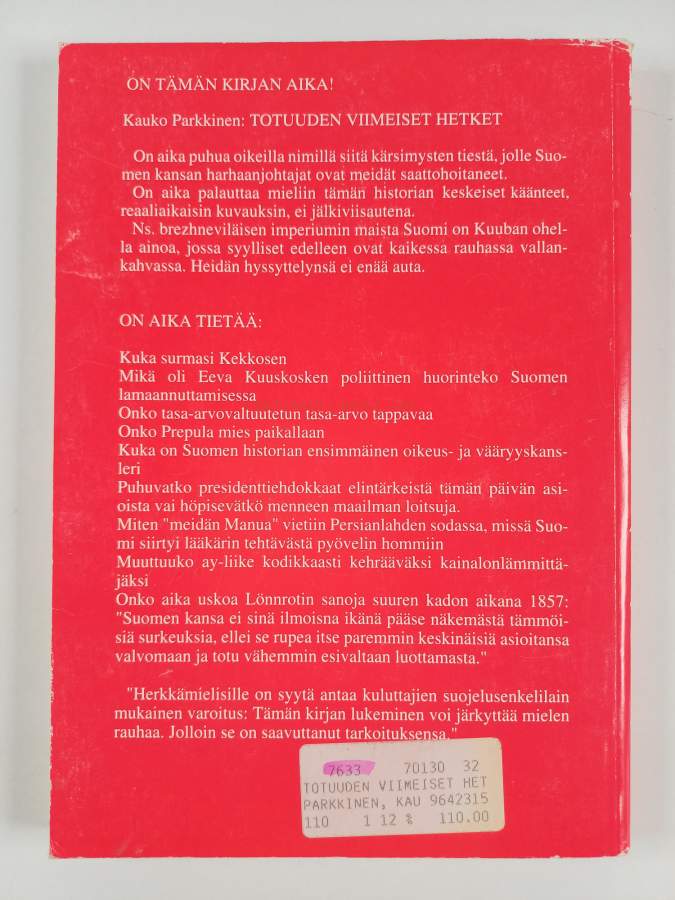 ON TÄMÄN KIRJAN AIKA!
Kauko Parkkinen: TOTUUDEN VIIMEISET HETKET
On aika puhua oikeilla nimillä siitä kärsimysten tiestä, jolle Suo-
men kansan harhaanjohtajat ovat meidät saattohoitaneet.
On aika palauttaa mieliin tämän historian keskeiset käänteet,
reaaliaikaisin kuvauksin, ei jälkiviisautena.
Ns. brezhneviläisen imperiumin maista Suomi on Kuuban ohel-
la ainoa, jossa syylliset edelleen ovat kaikessa rauhassa vallan-
kahvassa. Heidän hyssyttelynsä ei enää auta.
ON AIKA TIETÄÄ:
Kuka surmasi Kekkosen
Mikä oli Eeva Kuuskosken poliittinen huorinteko Suomen
lamaannuttamisessa
Onko tasa-arvovaltuutetun tasa-arvo tappavaa
Onko Prepula mies paikallaan
Kuka on Suomen historian ensimmäinen oikeus- ja vääryyskans-
leri
Puhuvatko presidenttiehdokkaat elintärkeistä tämän päivän asi-
oista vai höpisevätkö menneen maailman loitsuja.
Miten "meidän Manua" vietiin Persianlahden sodassa, missä Suo-
mi siirtyi lääkärin tehtävästä pyövelin hommiin
Muuttuuko ay-liike kodikkaasti kehrääväksi kainalonlämmittä-
jäksi
Onko aika uskoa Lönnrotin sanoja suuren kadon aikana 1857:
"Suomen kansa ei sinä ilmoisna ikänä pääse näkemästä tämmöi-
siä surkeuksia, ellei se rupea itse paremmin keskinäisiä asioitansa
valvomaan ja totu vähemmin esivaltaan luottamasta."
"Herkkämielisille on syytä antaa kuluttajien suojelusenkelilain
mukainen varoitus: Tämän kirjan lukeminen voi järkyttää mielen
rauhaa. Jolloin se on saavuttanut tarkoituksensa."
7633 70130 32
TOTUUDEN VIIMEISET HET
PARKKINEN, KAU 9642315
110 1 12 % 110.00